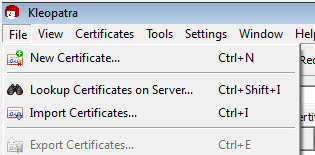 Kleopatra
File View Certificates Tools Settings Window Help
New Certificate... Ctrl+N
Lookup Certificates on Server... Ctrl+Shift+I
Import Certificates... Ctrl+I
Export Certificates... Ctrl+E